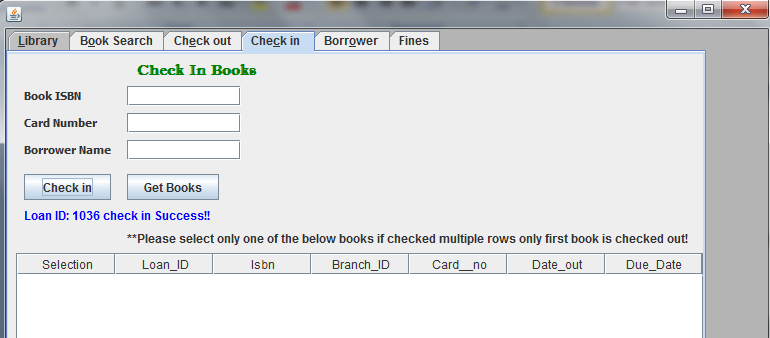 Library Book Search Check out Check in Borrower Fines
Check In Books
Book ISBN
Card Number
Borrower Name
Check in Get Books
Loan ID: 1036 check in Success!!
**Please select only one of the below books if checked multiple rows only first book is checked out!
Selection Loan_ID Isbn Branch_ID Card__no Date_out Due_Date